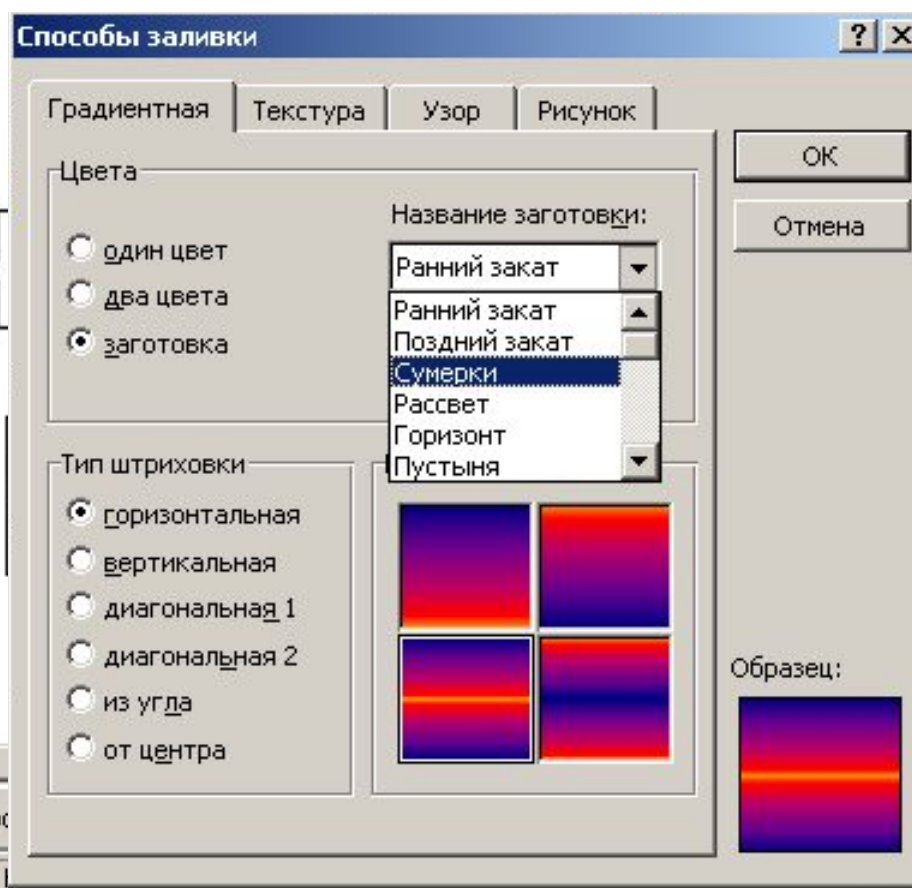 Способы заливки
Градиентная
Текстура
Узор
Рисунок
ОК
Отмена
Цвета
один цвет
два цвета
заготовка
Название заготовки:
Ранний закат
Ранний закат
Поздний закат
Сумерки
Рассвет
Горизонт
Пустыня
Тип штриховки
горизонтальная
вертикальная
диагональная 1
диагональная 2
из угла
от центра
Образец: